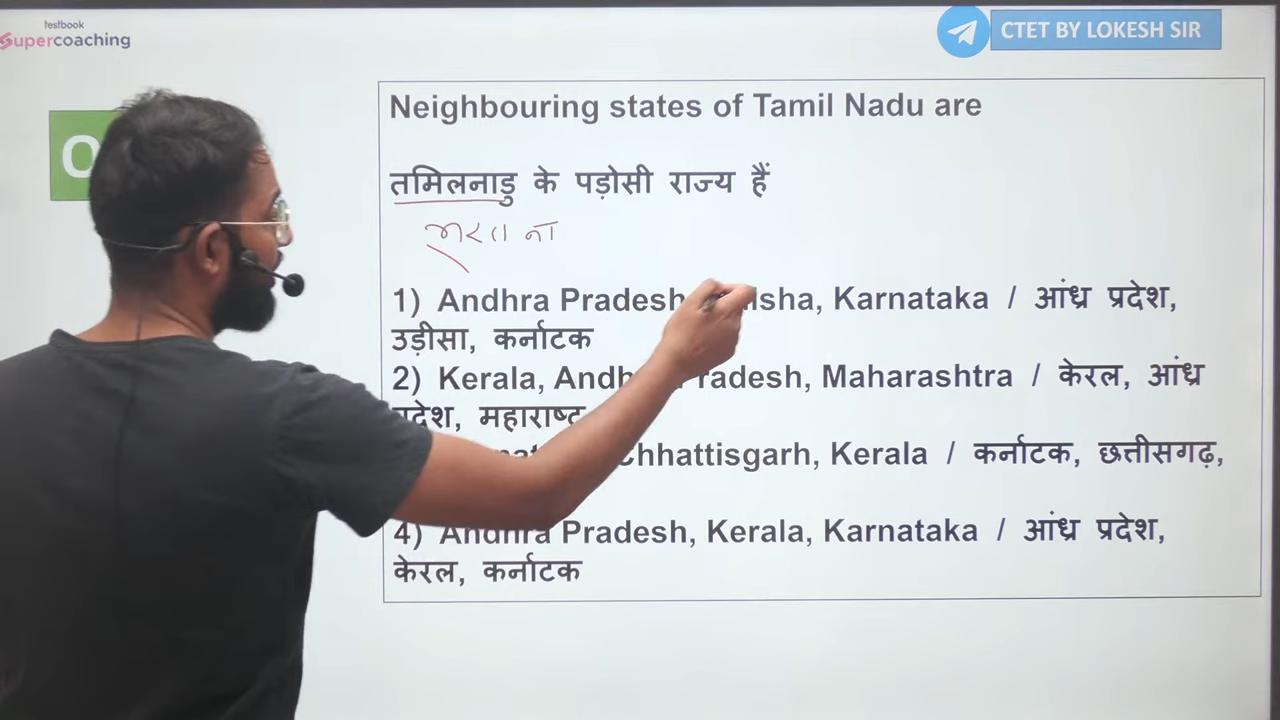 testbook
Supercoaching
CTET BY LOKESH SIR
Neighbouring states of Tamil Nadu are
तमिलनाडु के पड़ोसी राज्य हैं
1) Andhra Pradesh, Karnataka / आंध्र प्रदेश,
उड़ीसा, कर्नाटक
2) Kerala, Andhra Pradesh, Maharashtra / केरल, आंध्र
प्रदेश, महाराष्ट्र
Chhattisgarh, Kerala / कर्नाटक, छत्तीसगढ़,
4) Andhra Pradesh, Kerala, Karnataka / आंध्र प्रदेश,
केरल, कर्नाटक